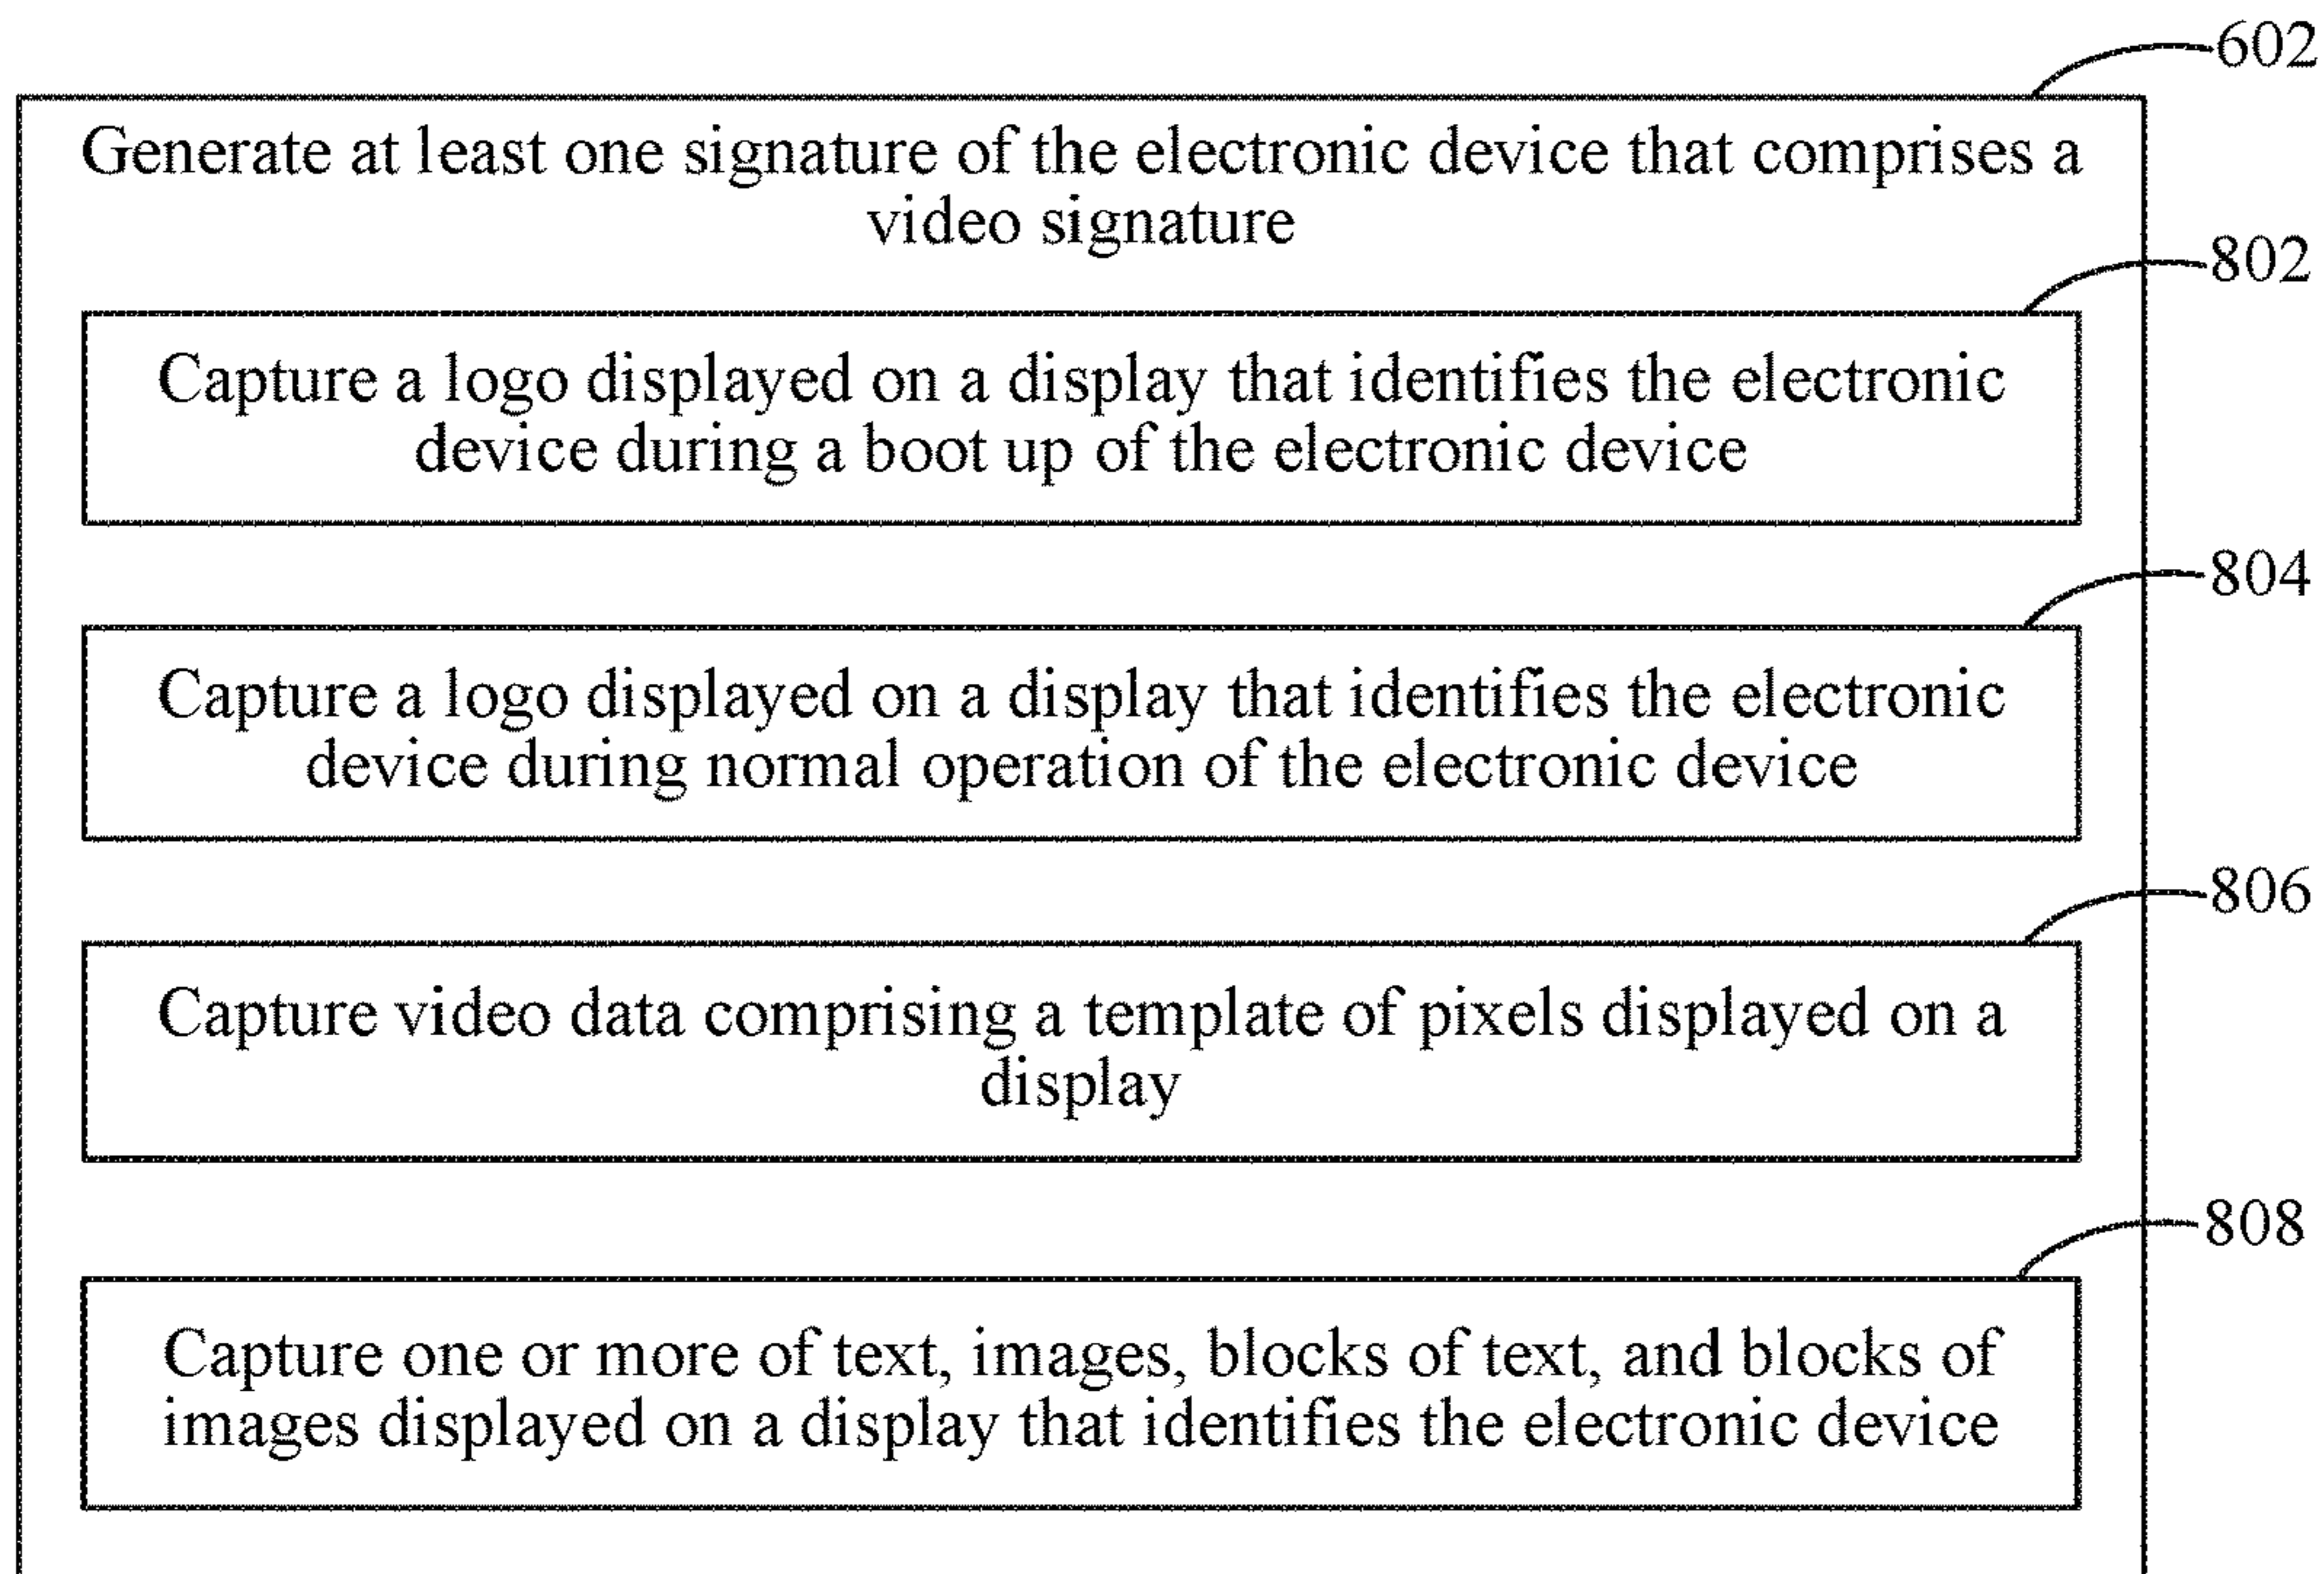 602
Generate at least one signature of the electronic device that comprises a
video signature
802
Capture a logo displayed on a display that identifies the electronic
device during a boot up of the electronic device
804
Capture a logo displayed on a display that identifies the electronic
device during normal operation of the electronic device
806
Capture video data comprising a template of pixels displayed on a
display
808
Capture one or more of text, images, blocks of text, and blocks of
images displayed on a display that identifies the electronic device